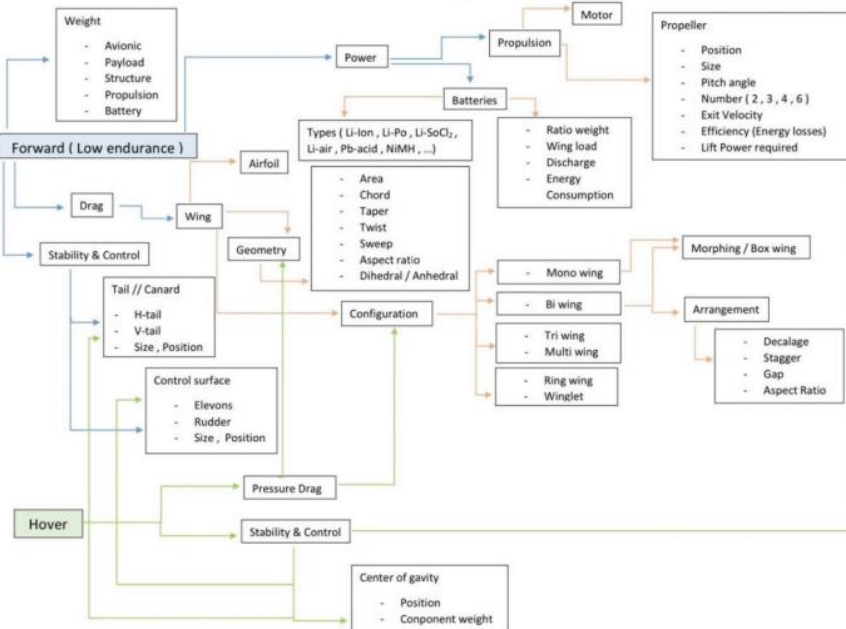 Weight
- Avionic
- Payload
- Structure
- Propulsion
- Battery
Forward ( Low endurance )
Power
Propulsion
Motor
Propeller
- Position
- Size
- Pitch angle
- Number ( 2 , 3 , 4 , 6 )
- Exit Velocity
- Efficiency (Energy losses)
- Lift Power required
Batteries
Types ( Li-Ion , Li-Po , Li-SoCl₂ ,
Li-air , Pb-acid , NiMH , ...)
- Ratio weight
- Wing load
- Discharge
- Energy
Consumption
Drag
Wing
Airfoil
Geometry
- Area
- Chord
- Taper
- Twist
- Sweep
- Aspect ratio
- Dihedral / Anhedral
Stability & Control
Tail // Canard
- H-tail
- V-tail
- Size , Position
Configuration
- Mono wing
- Bi wing
- Tri wing
- Multi wing
- Ring wing
- Winglet
Morphing / Box wing
Arrangement
- Decalage
- Stagger
- Gap
- Aspect Ratio
Control surface
- Elevons
- Rudder
- Size , Position
Pressure Drag
Hover
Stability & Control
Center of gavity
- Position
- Conponent weight